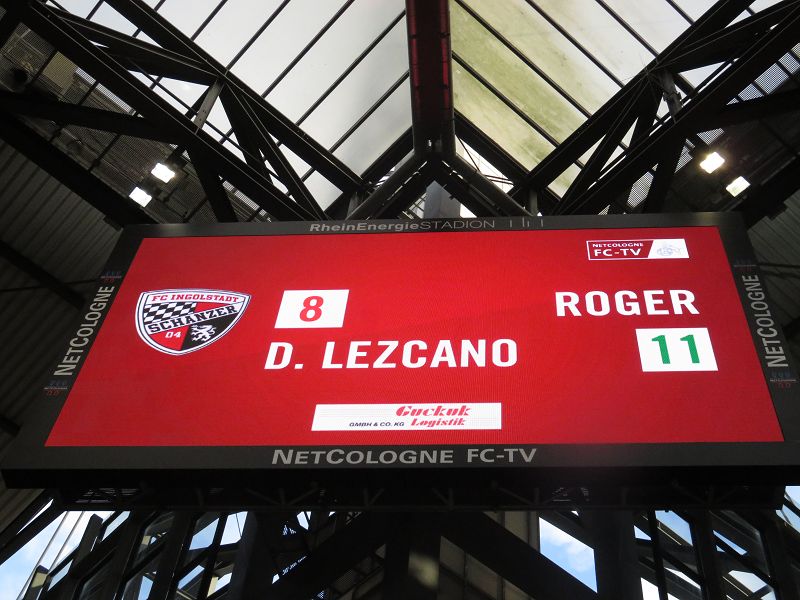 RheinEnergieSTADION
NETCOLOGNE
FC-TV
FC INGOLSTADT
SCHANZER
04
8
D. LEZCANO
ROGER
11
Guckuk
GMBH & CO. KG Logistik
NETCOLOGNE FC-TV
NETCOLOGNE
NETCOLOGNE